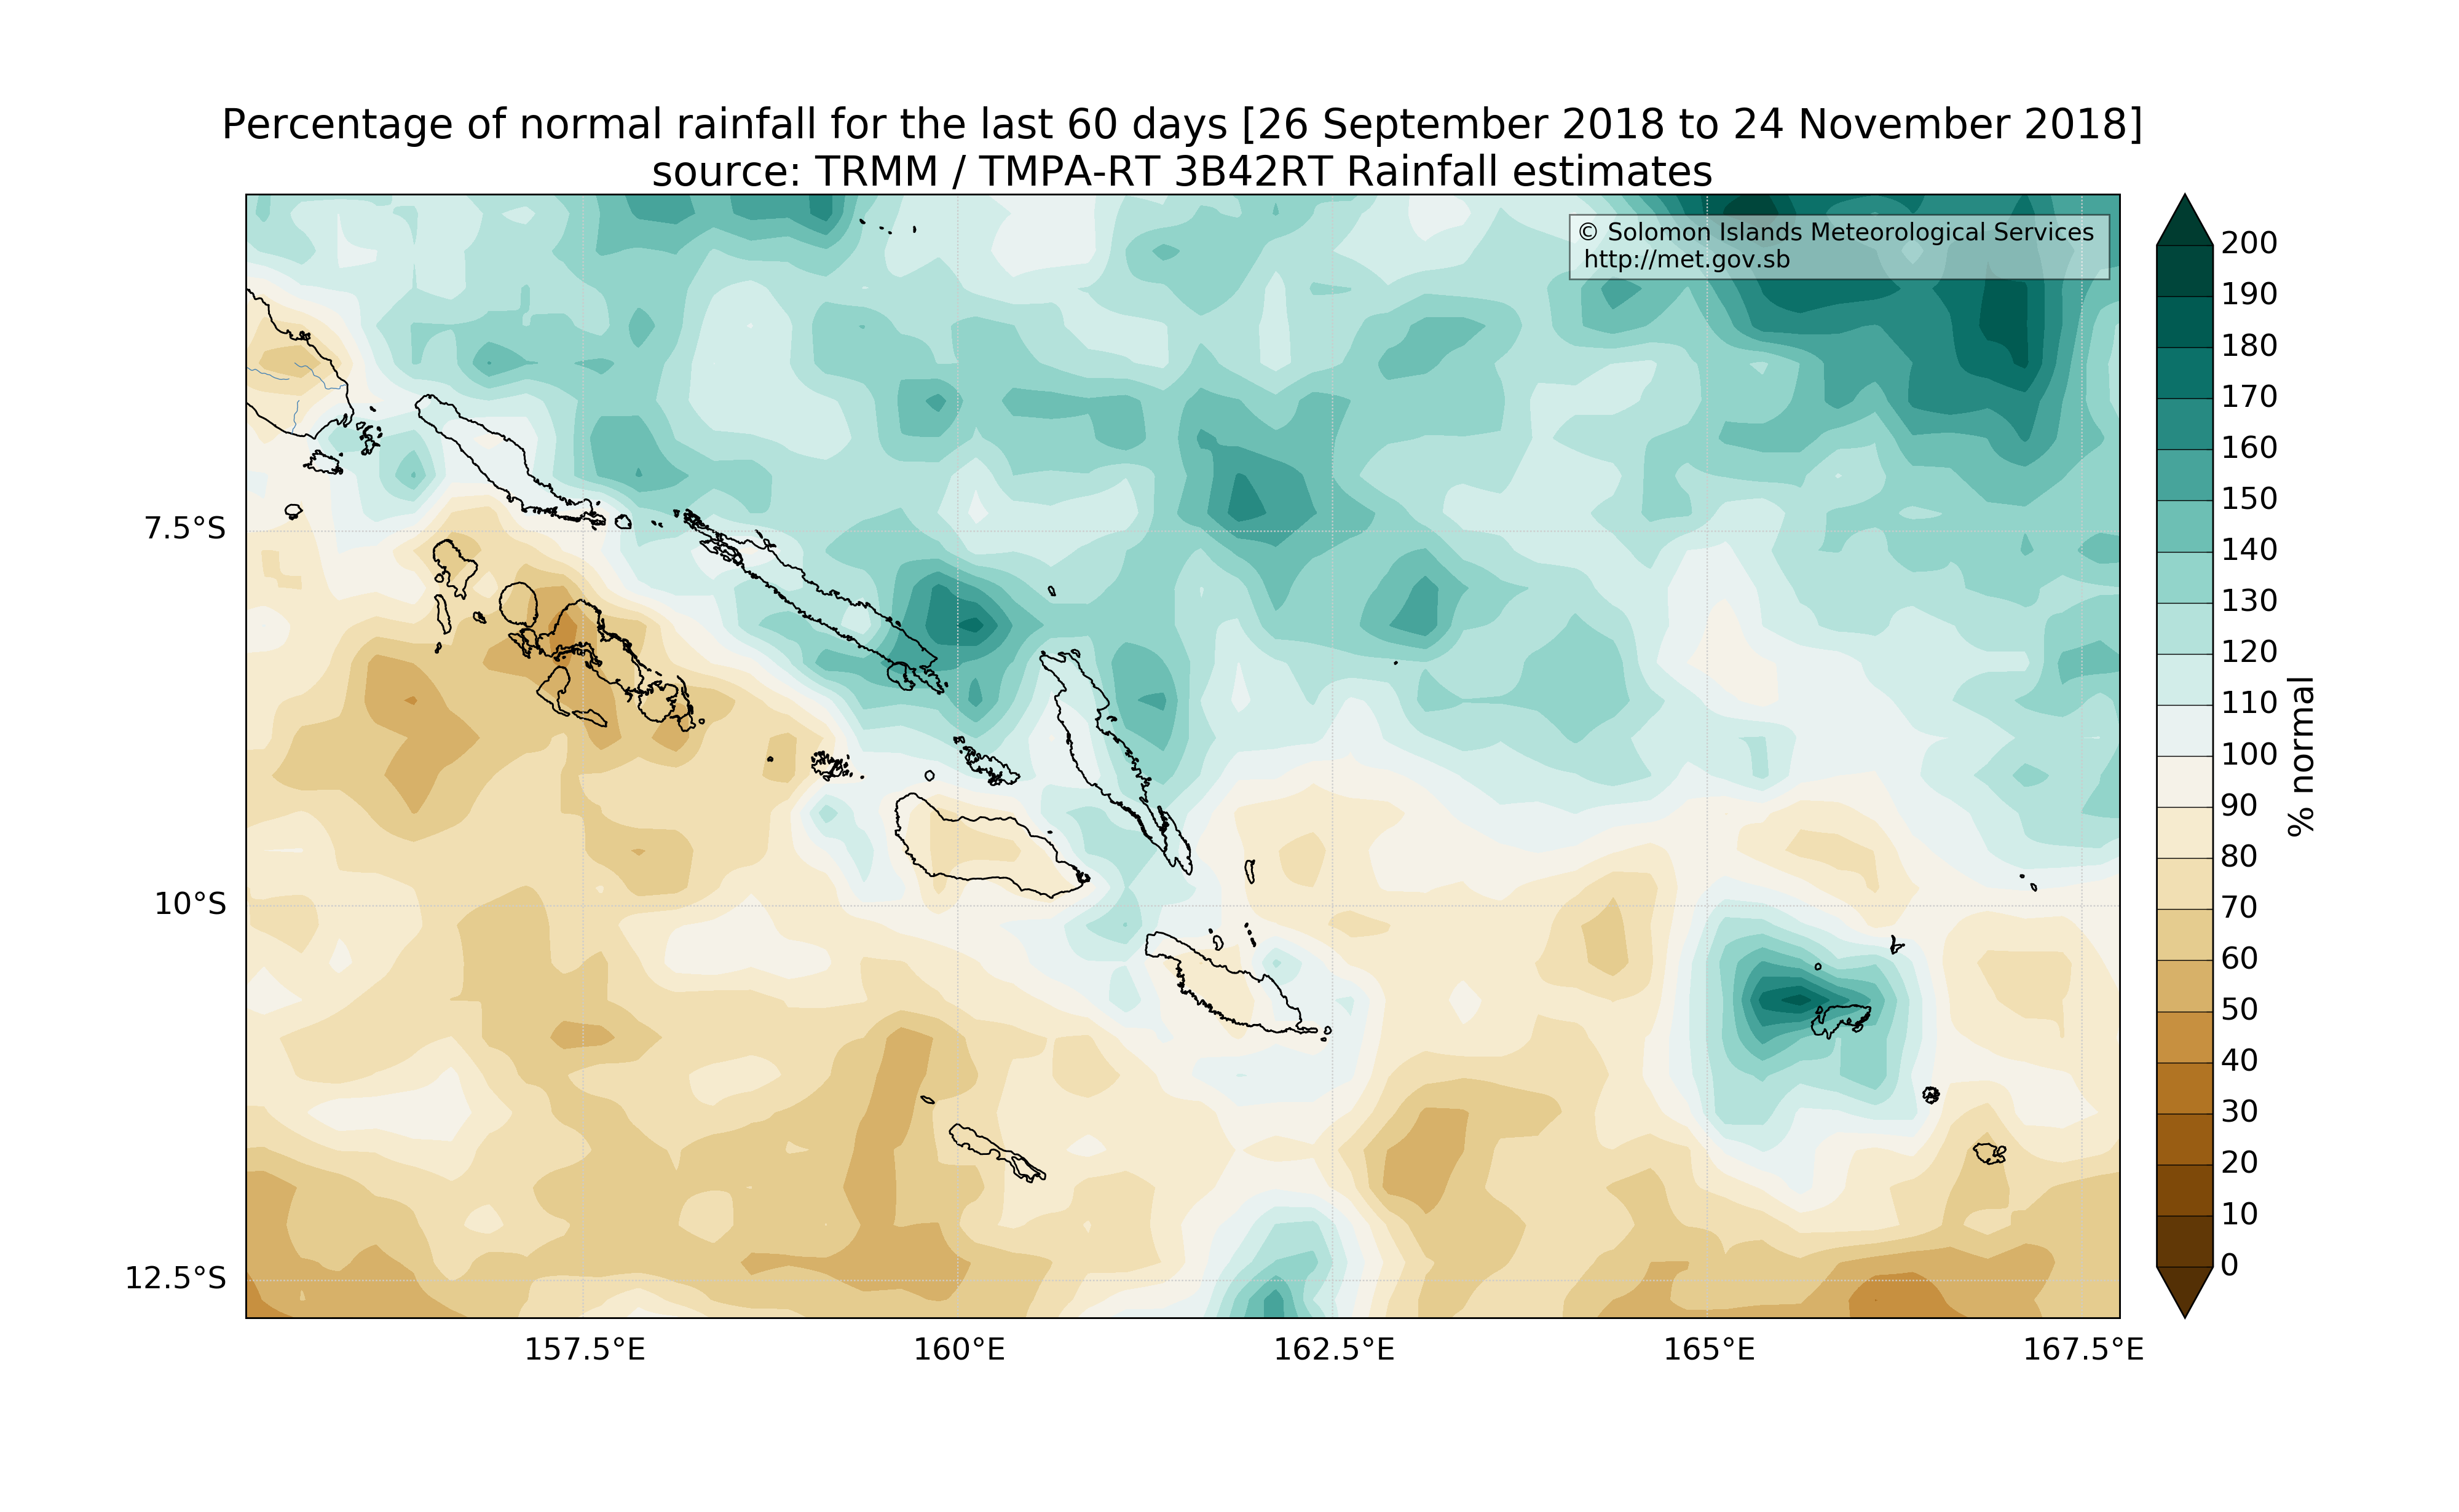 Percentage of normal rainfall for the last 60 days [26 September 2018 to 24 November 2018]
source: TRMM / TMPA-RT 3B42RT Rainfall estimates
© Solomon Islands Meteorological Services
http://met.gov.sb
7.5°S
10°S
12.5°S
157.5°E
160°E
162.5°E
165°E
167.5°E
200
190
180
170
160
150
140
130
120
110
100
90
80
70
60
50
40
30
20
10
0
% normal